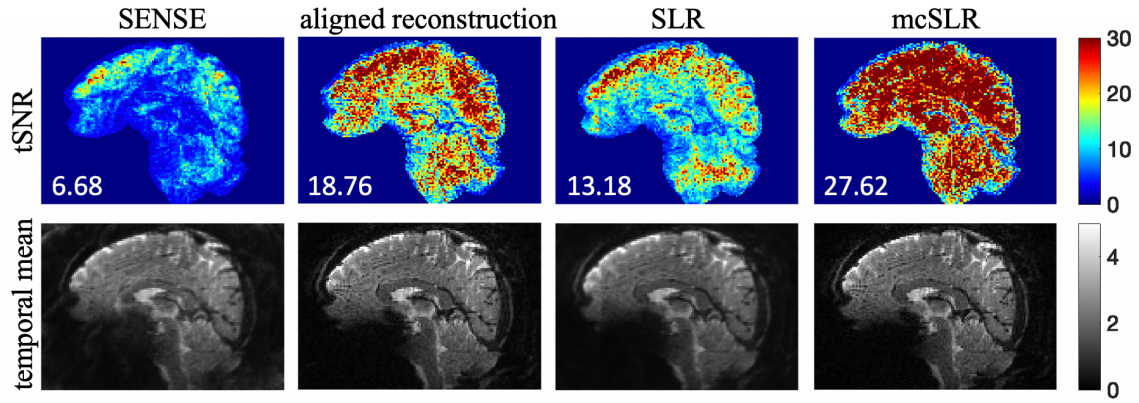 SENSE aligned reconstruction SLR mcSLR
tSNR
6.68 18.76 13.18 27.62
30
20
10
0
temporal mean
4
2
0